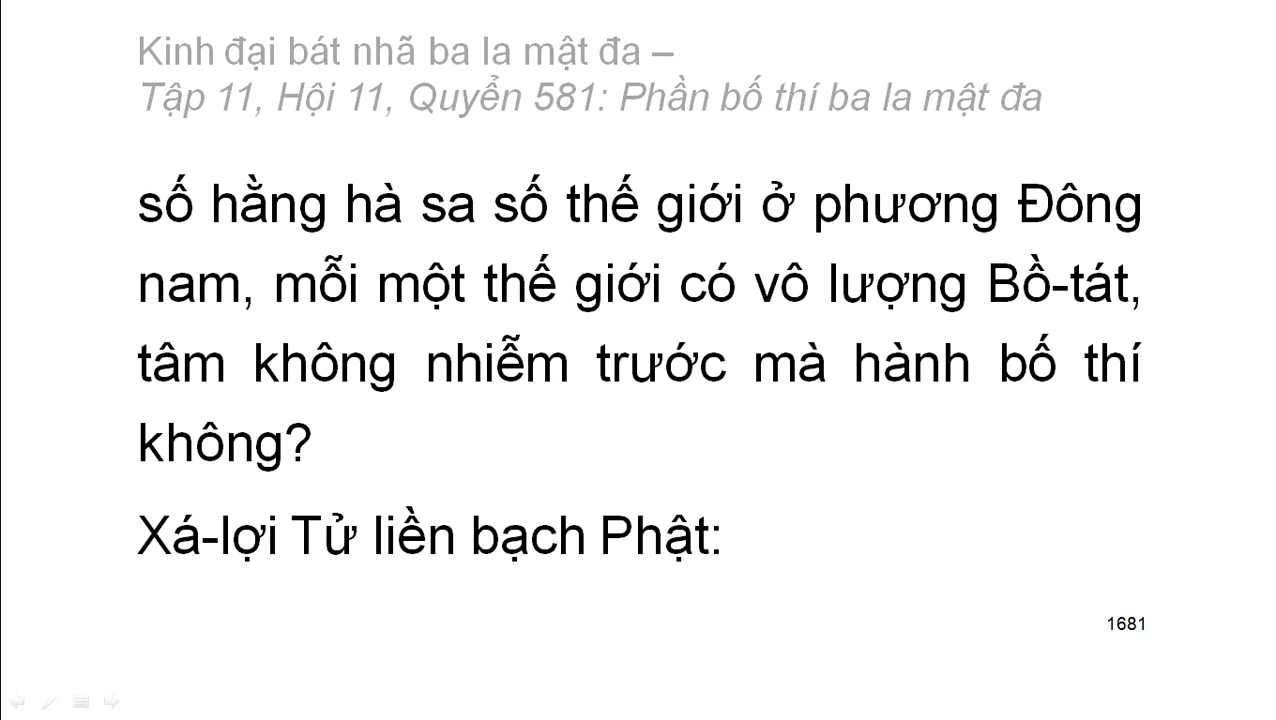 Kinh đại bát nhã ba la mật đa –
Tập 11, Hội 11, Quyển 581: Phần bố thí ba la mật đa
số hằng hà sa số thế giới ở phương Đông
nam, mỗi một thế giới có vô lượng Bồ-tát,
tâm không nhiễm trước mà hành bố thí
không?
Xá-lợi Tử liền bạch Phật:
1681